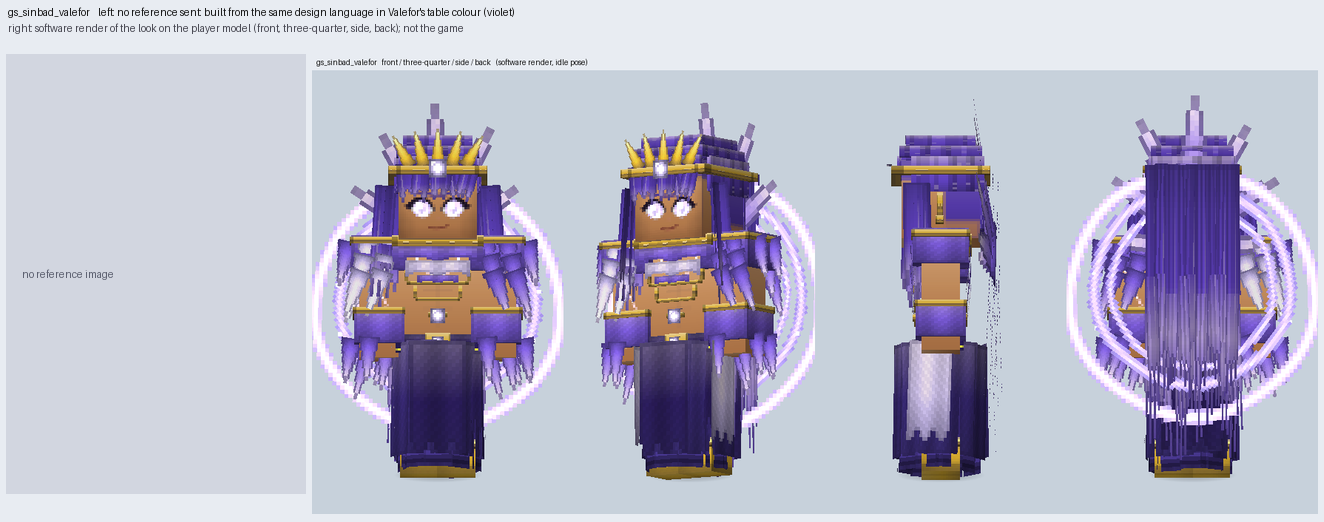 gs_sinbad_valefor left: no reference sent: built from the same design language in Valefor's table colour (violet)
right: software render of the look on the player model (front, three-quarter, side, back); not the game
gs_sinbad_valefor front / three-quarter / side / back (software render, idle pose)
no reference image